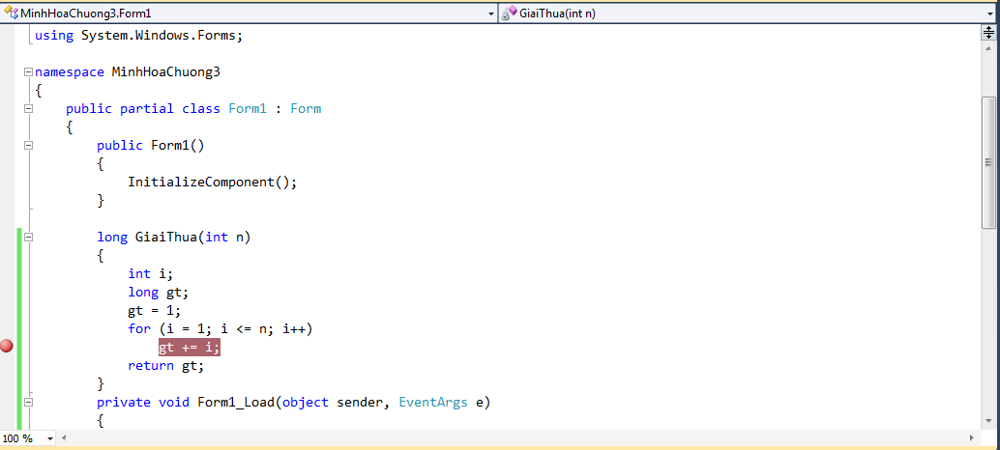 MinhHoaChuong3.Form1
GiaiThua(int n)
using System.Windows.Forms;
namespace MinhHoaChuong3
{
public partial class Form1 : Form
{
public Form1()
{
InitializeComponent();
}
long GiaiThua(int n)
{
int i;
long gt;
gt = 1;
for (i = 1; i <= n; i++)
gt += i;
return gt;
}
private void Form1_Load(object sender, EventArgs e)
{
100 %